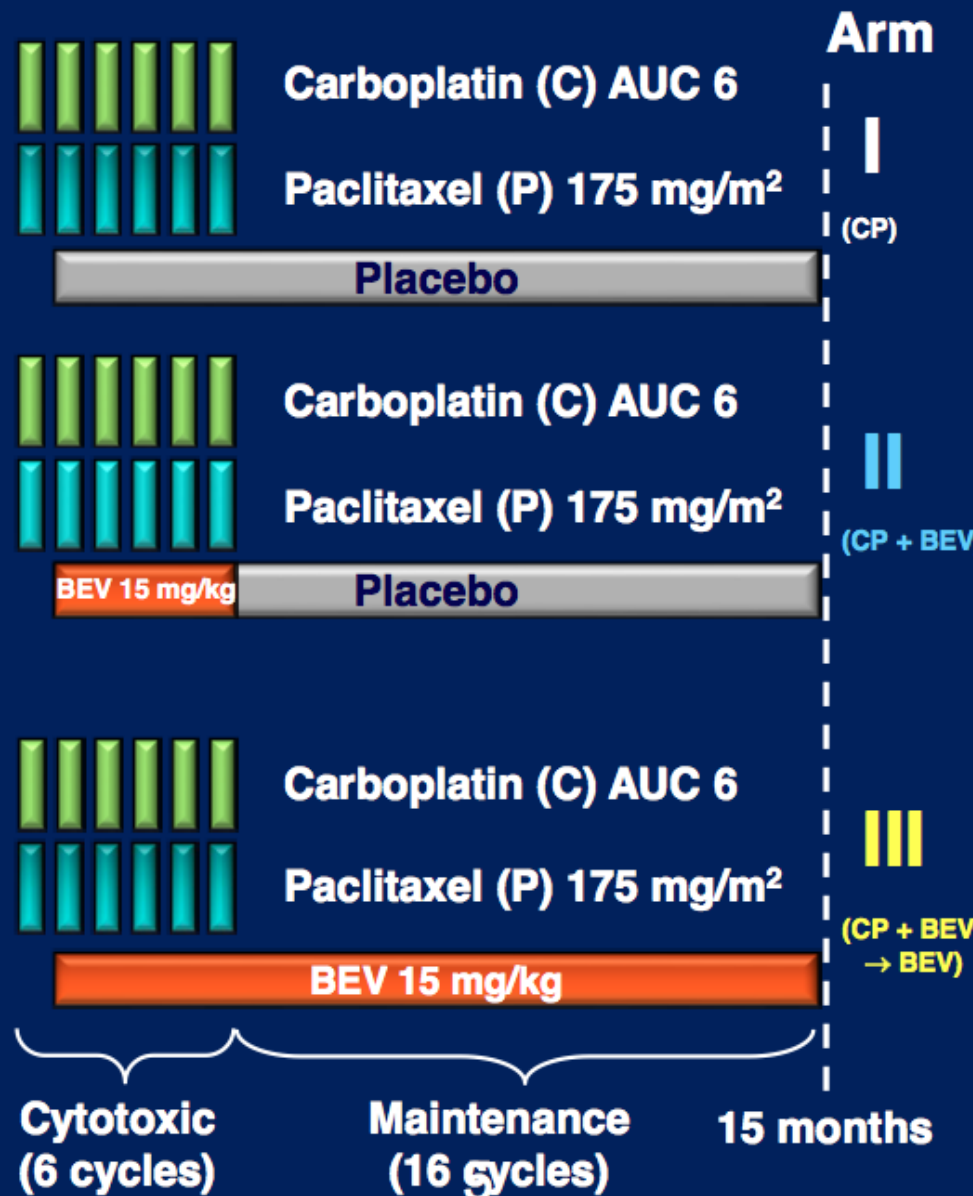 Arm
Carboplatin (C) AUC 6
I
Paclitaxel (P) 175 mg/m²
(CP)
Placebo
Carboplatin (C) AUC 6
II
Paclitaxel (P) 175 mg/m²
(CP + BEV
BEV 15 mg/kg
Placebo
Carboplatin (C) AUC 6
III
Paclitaxel (P) 175 mg/m²
(CP + BEV
→ BEV)
BEV 15 mg/kg
Cytotoxic
(6 cycles)
Maintenance
(16 cycles)
15 months